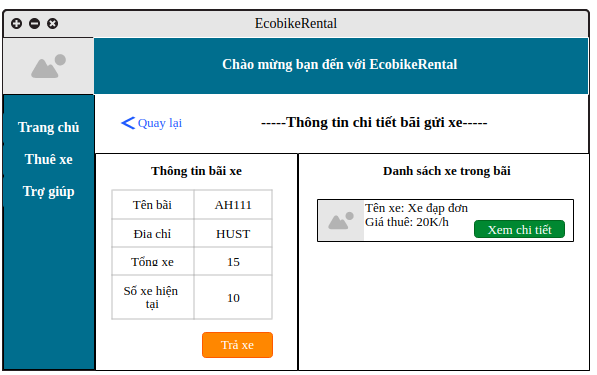 EcobikeRental
Chào mừng bạn đến với EcobikeRental
Trang chủ
Thuê xe
Trợ giúp
Quay lại
-----Thông tin chi tiết bãi gửi xe-----
Thông tin bãi xe
Tên bãi AH111
Địa chỉ HUST
Tổng xe 15
Số xe hiện
tại 10
Trả xe
Danh sách xe trong bãi
Tên xe: Xe đạp đơn
Giá thuê: 20K/h
Xem chi tiết